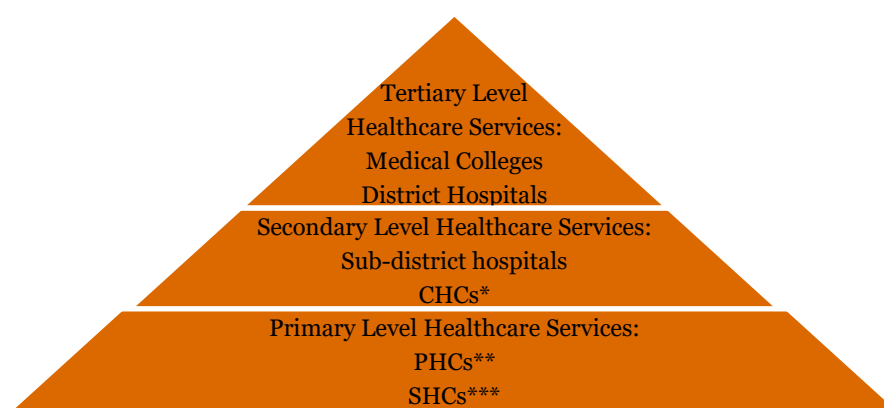 Tertiary Level
Healthcare Services:
Medical Colleges
District Hospitals
Secondary Level Healthcare Services:
Sub-district hospitals
CHCs*
Primary Level Healthcare Services:
PHCs**
SHCs***